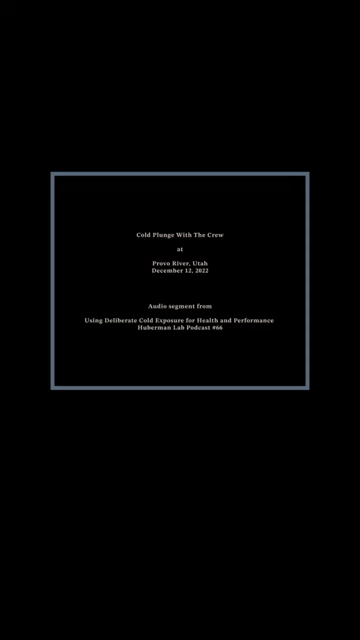 Cold Plunge With The Crew
at
Provo River, Utah
December 12, 2022
Audio segment from
Using Deliberate Cold Exposure for Health and Performance
Huberman Lab Podcast #66